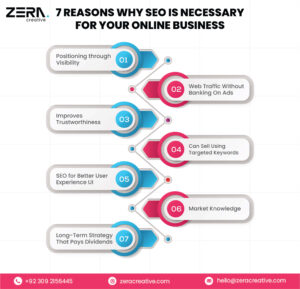 ZERA.
creative
7 REASONS WHY SEO IS NECESSARY
FOR YOUR ONLINE BUSINESS
Positioning through
Visibility
01
02
Web Traffic Without
Banking On Ads
Improves
Trustworthiness
03
04
Can Sell Using
Targeted Keywords
SEO for Better User
Experience UI
05
06
Market Knowledge
Long-Term Strategy
That Pays Dividends
07
+92 309 2156445
zeracreative.com
hello@zeracreative.com